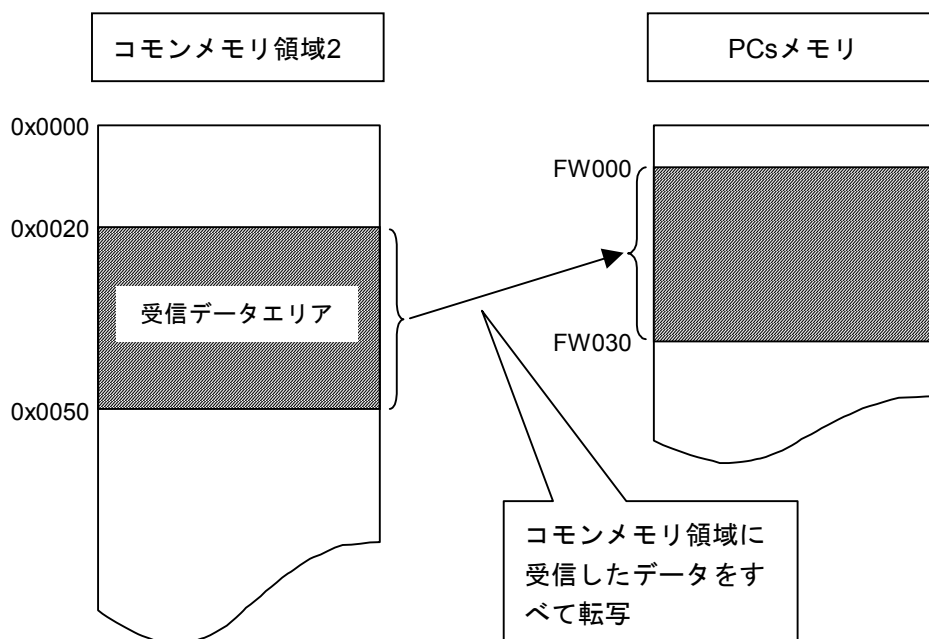 コモンメモリ領域2
PCsメモリ
0x0000
FW000
0x0020
受信データエリア
FW030
0x0050
コモンメモリ領域に
受信したデータをす
べて転写